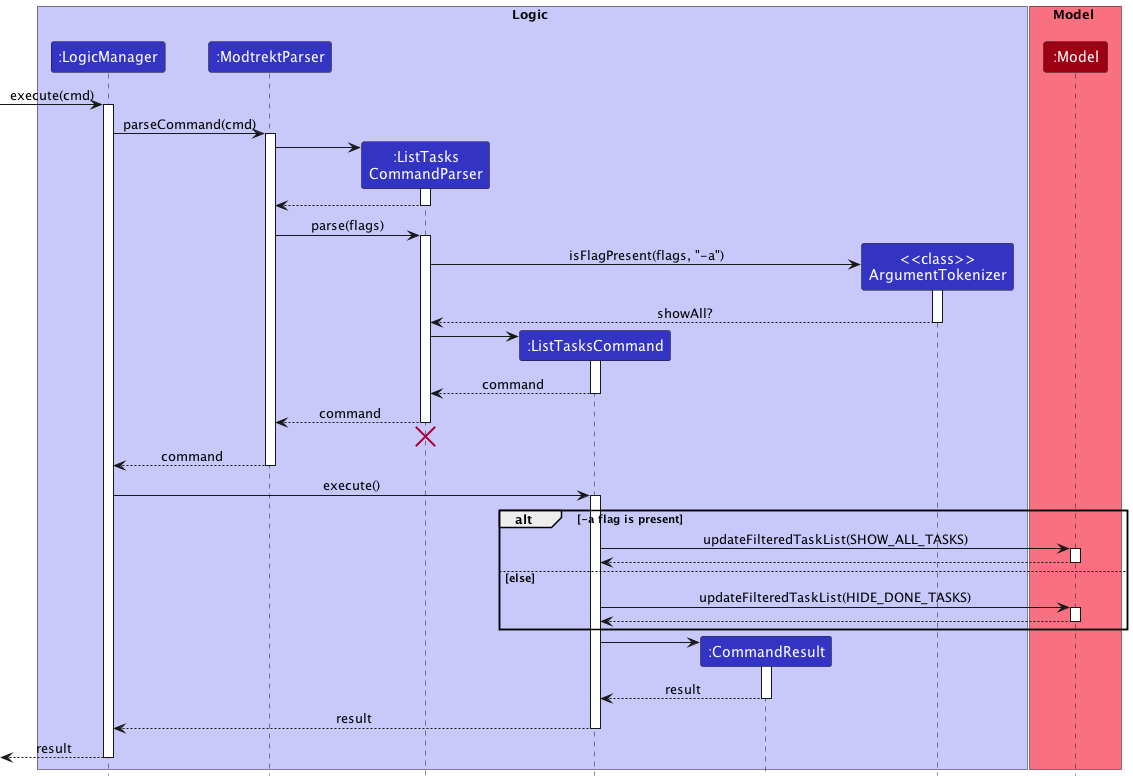 Logic
Model
:LogicManager
:ModtrektParser
:Model
execute(cmd)
parseCommand(cmd)
:ListTasks
CommandParser
parse(flags)
isFlagPresent(flags, "-a")
<<class>>
ArgumentTokenizer
showAll?
:ListTasksCommand
command
command
command
execute()
alt
[-a flag is present]
updateFilteredTaskList(SHOW_ALL_TASKS)
[else]
updateFilteredTaskList(HIDE_DONE_TASKS)
:CommandResult
result
result
result